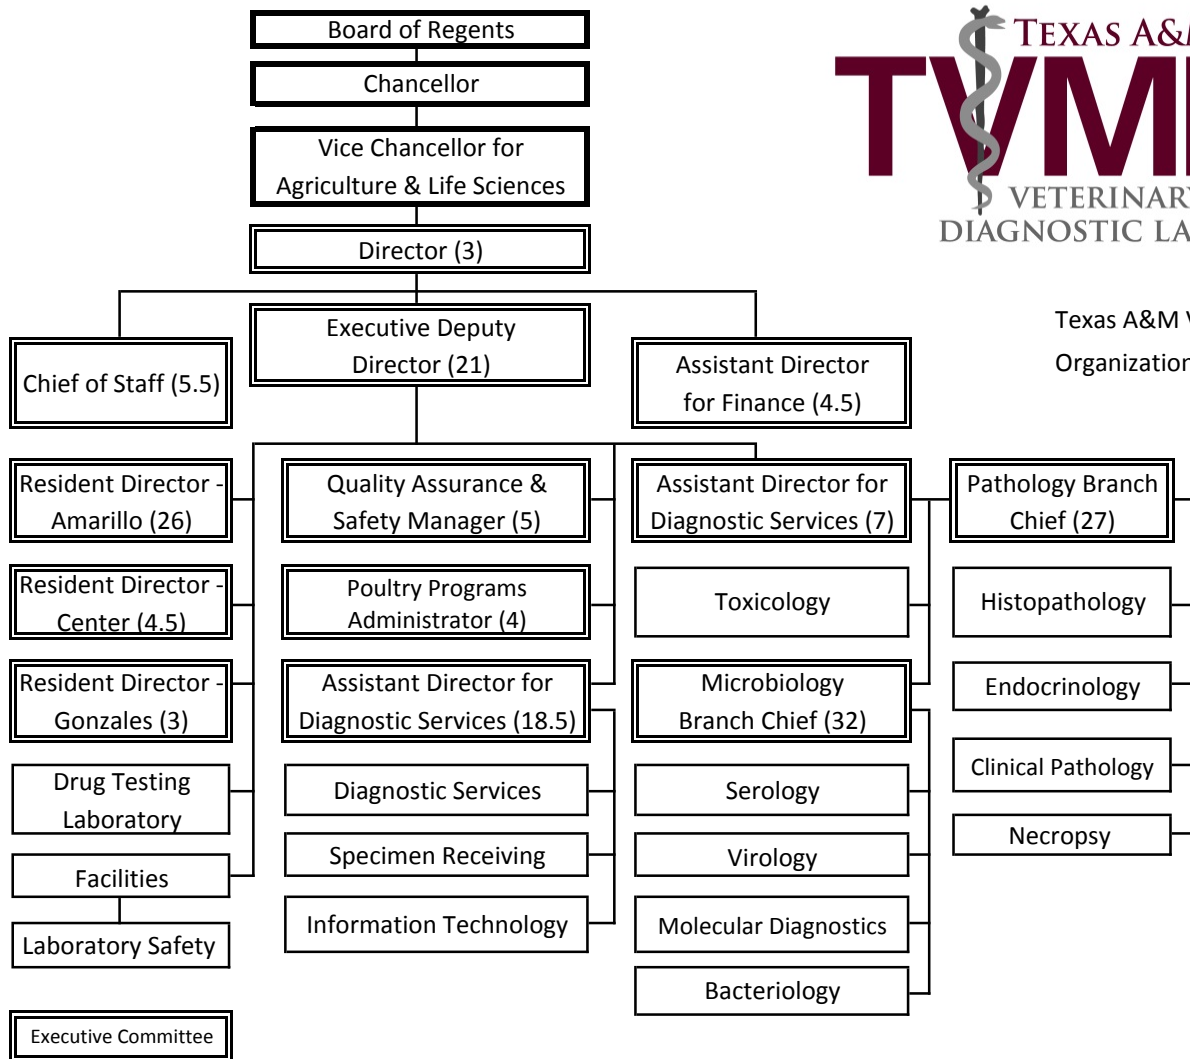 Board of Regents
Chancellor
Vice Chancellor for
Agriculture & Life Sciences
Director (3)
TEXAS A&M
TVM
VETERINARY
DIAGNOSTIC LA
Texas A&M V
Organization
Chief of Staff (5.5)
Executive Deputy
Director (21)
Assistant Director
for Finance (4.5)
Resident Director -
Amarillo (26)
Resident Director -
Center (4.5)
Resident Director -
Gonzales (3)
Drug Testing
Laboratory
Facilities
Laboratory Safety
Executive Committee
Quality Assurance &
Safety Manager (5)
Poultry Programs
Administrator (4)
Assistant Director for
Diagnostic Services (18.5)
Diagnostic Services
Specimen Receiving
Information Technology
Assistant Director for
Diagnostic Services (7)
Toxicology
Microbiology
Branch Chief (32)
Serology
Virology
Molecular Diagnostics
Bacteriology
Pathology Branch
Chief (27)
Histopathology
Endocrinology
Clinical Pathology
Necropsy